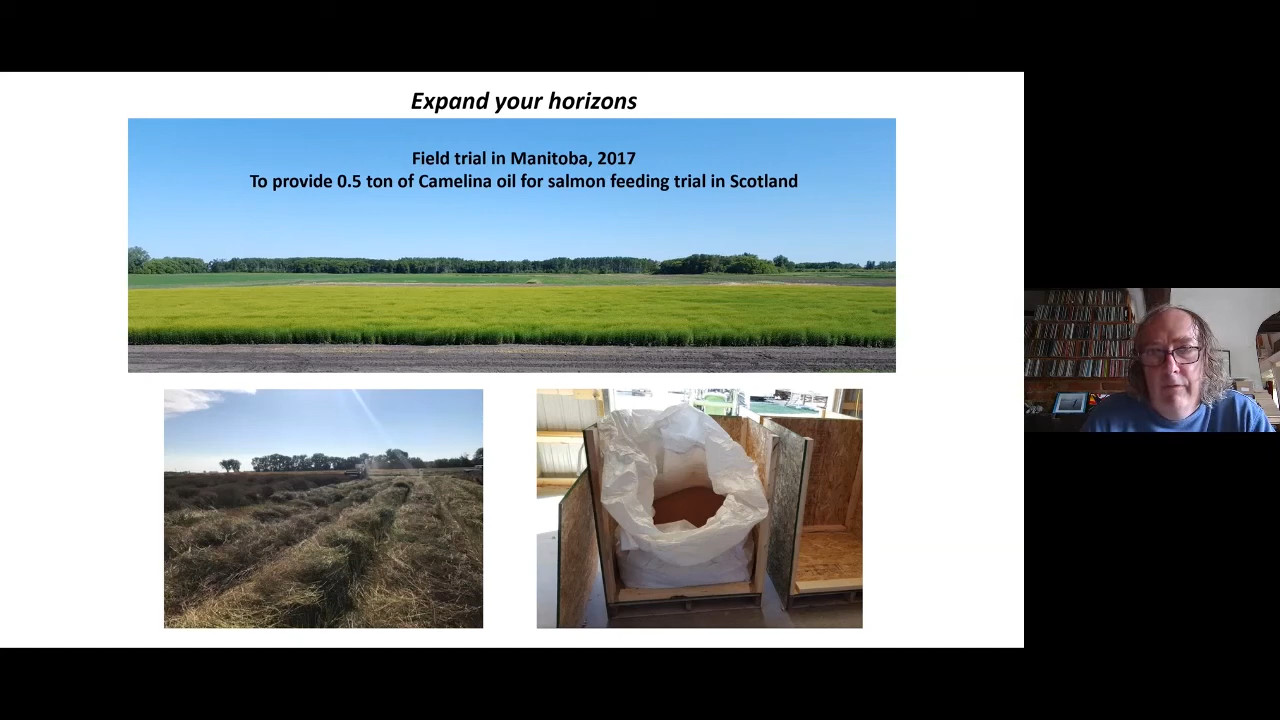 Expand your horizons
Field trial in Manitoba, 2017
To provide 0.5 ton of Camelina oil for salmon feeding trial in Scotland